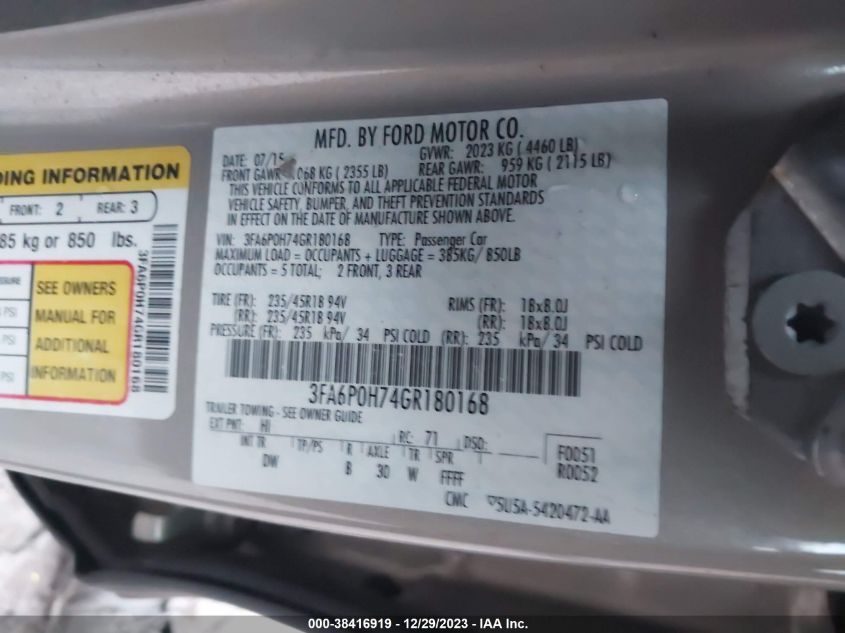 MFD. BY FORD MOTOR CO.
DATE: 07/15 GVWR: 2023 KG ( 4460 LB)
FRONT GAWR: 068 KG ( 2355 LB) REAR GAWR: 959 KG ( 2115 LB)
THIS VEHICLE CONFORMS TO ALL APPLICABLE FEDERAL MOTOR
VEHICLE SAFETY, BUMPER, AND THEFT PREVENTION STANDARDS
IN EFFECT ON THE DATE OF MANUFACTURE SHOWN ABOVE.
VIN: 3FA6P0H74GR180168 TYPE: Passenger Car
MAXIMUM LOAD = OCCUPANTS + LUGGAGE = 385KG/ 850LB
OCCUPANTS = 5 TOTAL; 2 FRONT, 3 REAR
TIRE (FR): 235/45R18 94V RIMS (FR): 18x8.0J
(RR): 235/45R18 94V (RR): 18x8.0J
PRESSURE (FR): 235 kPa/ 34 PSI COLD (RR): 235 kPa/ 34 PSI COLD
3FA6P0H74GR180168
TRAILER TOWING - SEE OWNER GUIDE
EXT PNT: HI RC: 71 DSO: F0051
INT TR TP/PS R AXLE TR SPR R0052
DW B 30 W FFFF
CMC ▽5U5A-5420472-AA
DING INFORMATION
FRONT: 2 REAR: 3
85 kg or 850 lbs.
3FA6P0H74GR180168
SSURE
PSI
PSI
PSI
SEE OWNERS
MANUAL FOR
ADDITIONAL
INFORMATION
000-38416919 - 12/29/2023 - IAA Inc.